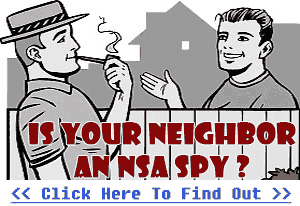 IS YOUR NEIGHBOR
AN NSA SPY ?
<< Click Here To Find Out >>